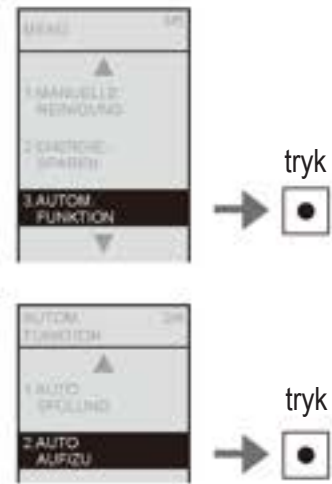 MENÜ
1.MANUELLE
REINIGUNG
2.ENERGIE-
SPAREN
3.AUTOM.
FUNKTION
tryk
AUTOM.
FUNKTION
1.AUTO
SPÜLUNG
2.AUTO
AUF/ZU
tryk